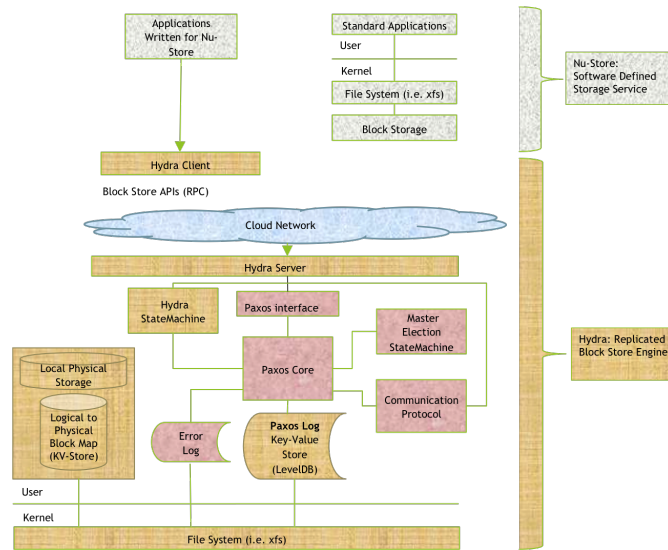 Applications
Written for Nu-
Store
Standard Applications
User
Kernel
File System (i.e. xfs)
Block Storage
Nu-Store:
Software Defined
Storage Service
Hydra Client
Block Store APIs (RPC)
Cloud Network
Hydra Server
Hydra
StateMachine
Paxos interface
Master
Election
StateMachine
Hydra: Replicated
Block Store Engine
Local Physical
Storage
Paxos Core
Logical to
Physical
Block Map
(KV-Store)
Communication
Protocol
Error
Log
Paxos Log
Key-Value
Store
(LevelDB)
User
Kernel
File System (i.e. xfs)